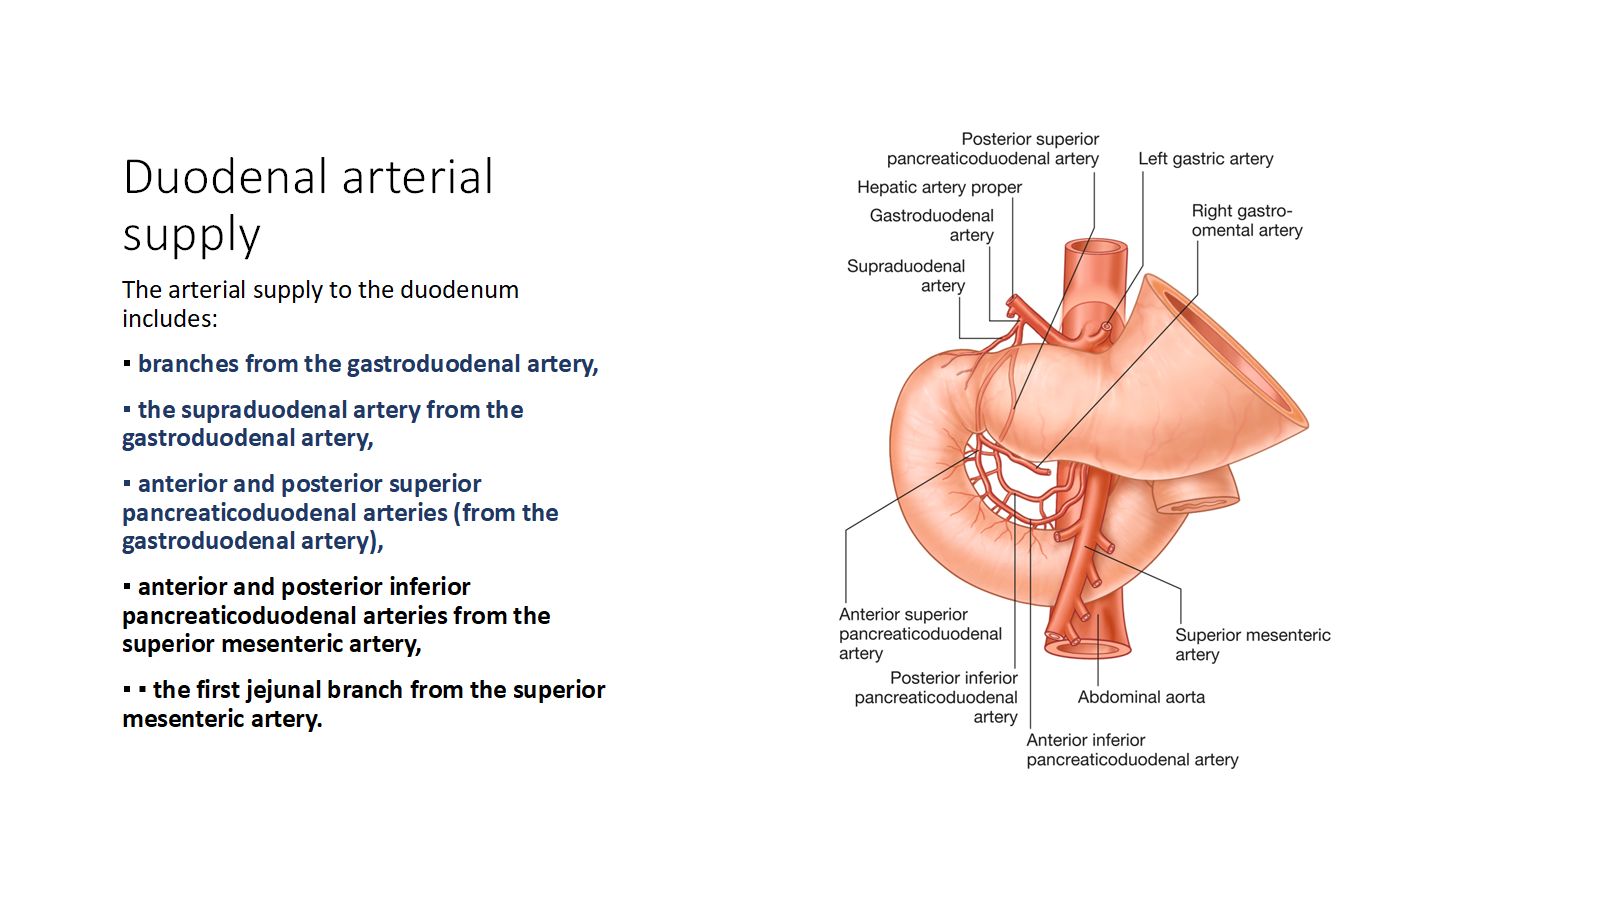 Duodenal arterial
supply
The arterial supply to the duodenum
includes:
▪ branches from the gastroduodenal artery,
▪ the supraduodenal artery from the
gastroduodenal artery,
▪ anterior and posterior superior
pancreaticoduodenal arteries (from the
gastroduodenal artery),
▪ anterior and posterior inferior
pancreaticoduodenal arteries from the
superior mesenteric artery,
▪ ▪ the first jejunal branch from the superior
mesenteric artery.
Posterior superior
pancreaticoduodenal artery
Left gastric artery
Hepatic artery proper
Gastroduodenal
artery
Right gastro-
omental artery
Supraduodenal
artery
Anterior superior
pancreaticoduodenal
artery
Superior mesenteric
artery
Posterior inferior
pancreaticoduodenal
artery
Abdominal aorta
Anterior inferior
pancreaticoduodenal artery